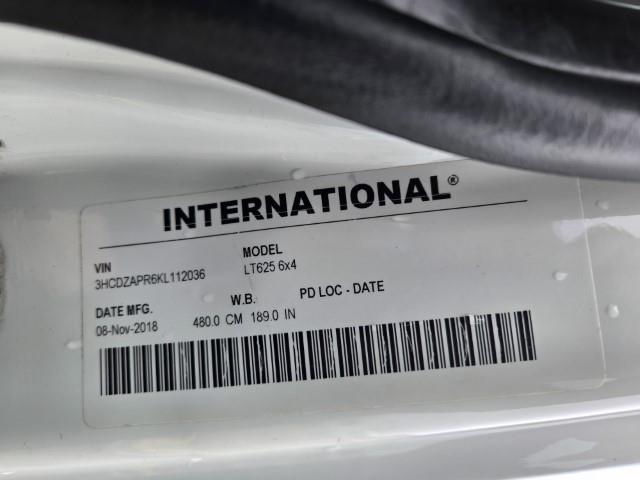 INTERNATIONAL®
VIN MODEL
3HCDZAPR6KL112036 LT625 6x4
DATE MFG. W.B. PD LOC - DATE
08-Nov-2018 480.0 CM 189.0 IN